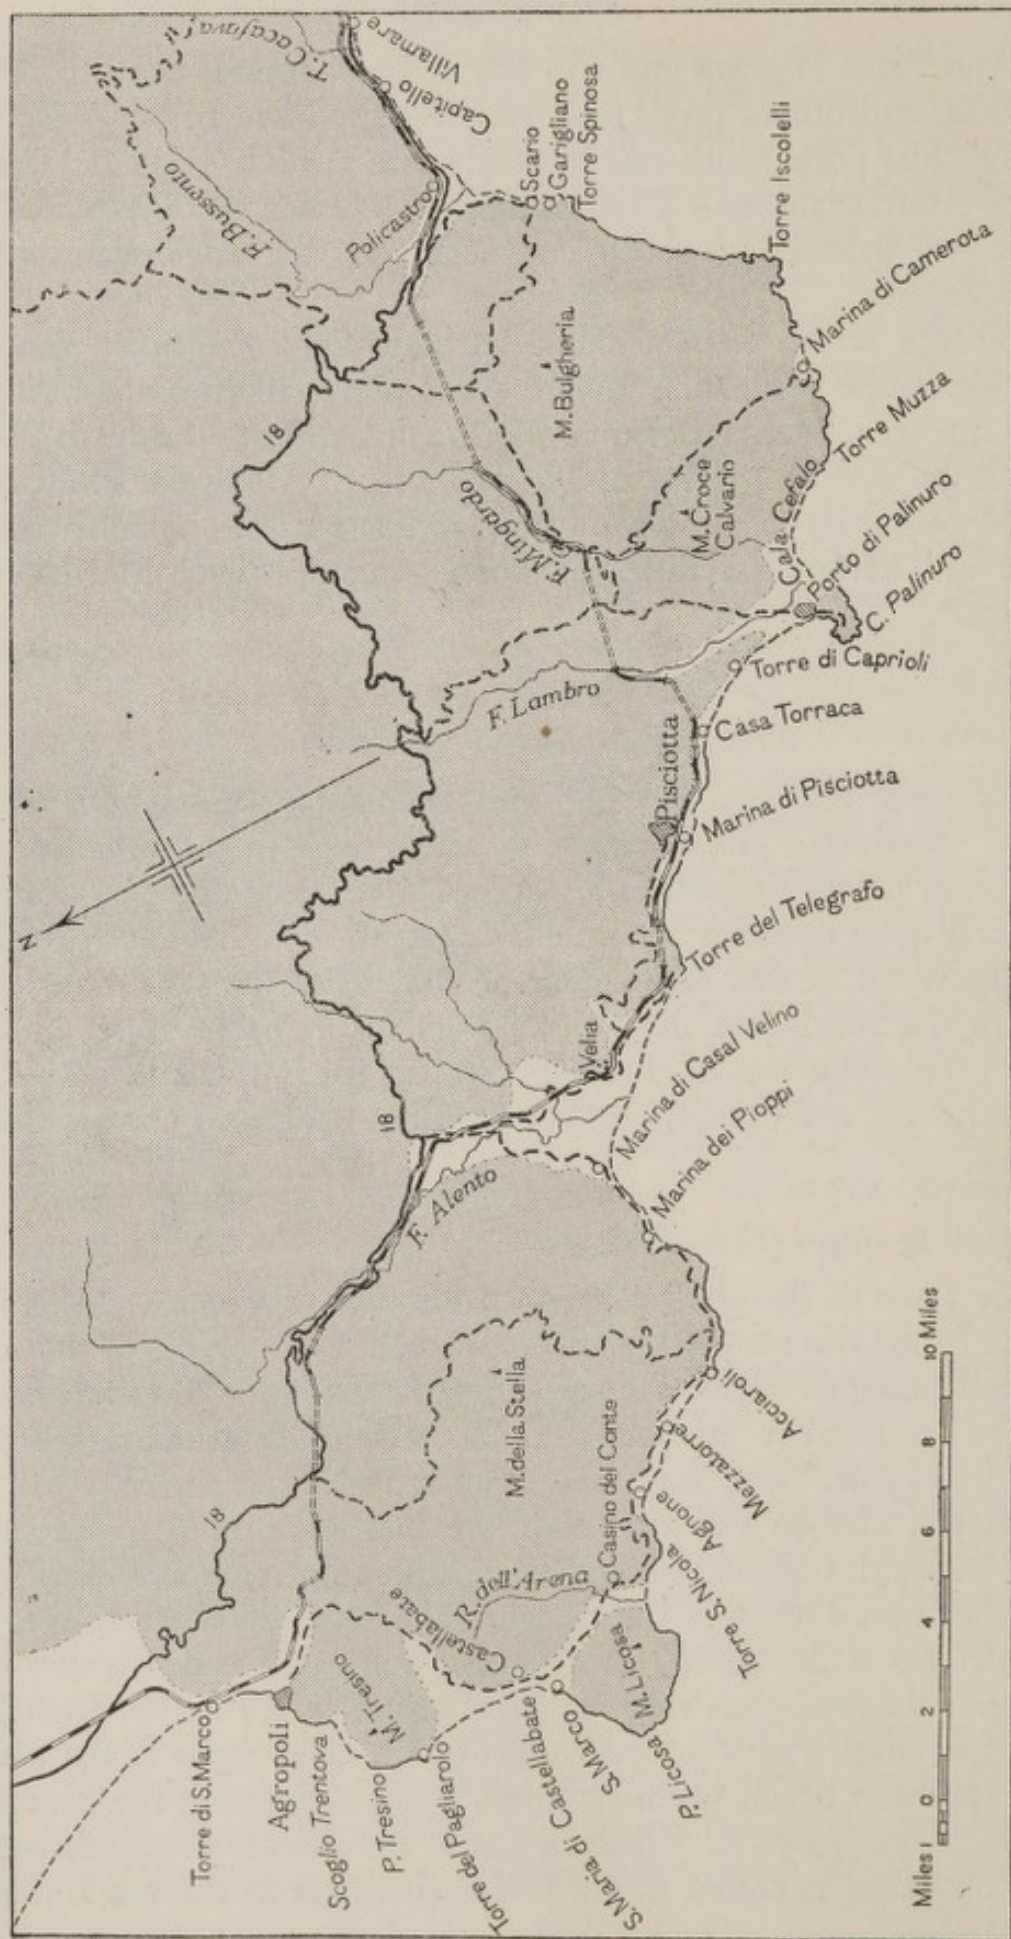 T. Cacafava
Villamare
Capitello
F. Bussento
Policastro
Scario
Garigliano
Torre Spinosa
Torre Iscolelli
Marina di Camerota
M. Bulgheria
18
F. Mingardo
M. Croce
Calvario
Cala Cefalo
Torre Muzza
Porto di Palinuro
C. Palinuro
Torre di Caprioli
F. Lambro
Casa Torraca
Pisciotta
Marina di Pisciotta
N
Torre del Telegrafo
Velia
Marina di Casal Velino
Marina dei Pioppi
18
F. Alento
M. della Stella
Acciaroli
Mezzatorre
Agnone
Torre S. Nicola
Casino del Conte
R. dell'Arena
Castellabate
18
M. Licosa
P. Licosa
S. Marco
S. Maria di Castellabate
Torre del Pagliarolo
M. Tresino
P. Tresino
Scoglio Trentova
Agropoli
Torre di S. Marco
Miles 1 0 2 4 6 8 10 Miles